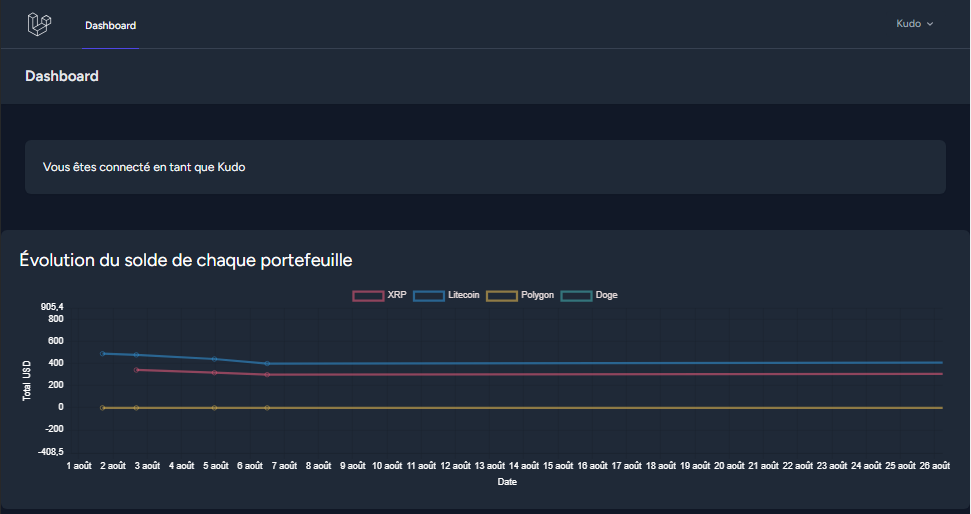 Dashboard
Kudo
Dashboard
Vous êtes connecté en tant que Kudo
Évolution du solde de chaque portefeuille
XRP Litecoin Polygon Doge
905,4
800
600
400
200
0
-200
-408,5
Total USD
1 août 2 août 3 août 4 août 5 août 6 août 7 août 8 août 9 août 10 août 11 août 12 août 13 août 14 août 15 août 16 août 17 août 18 août 19 août 20 août 21 août 22 août 23 août 24 août 25 août 26 août
Date